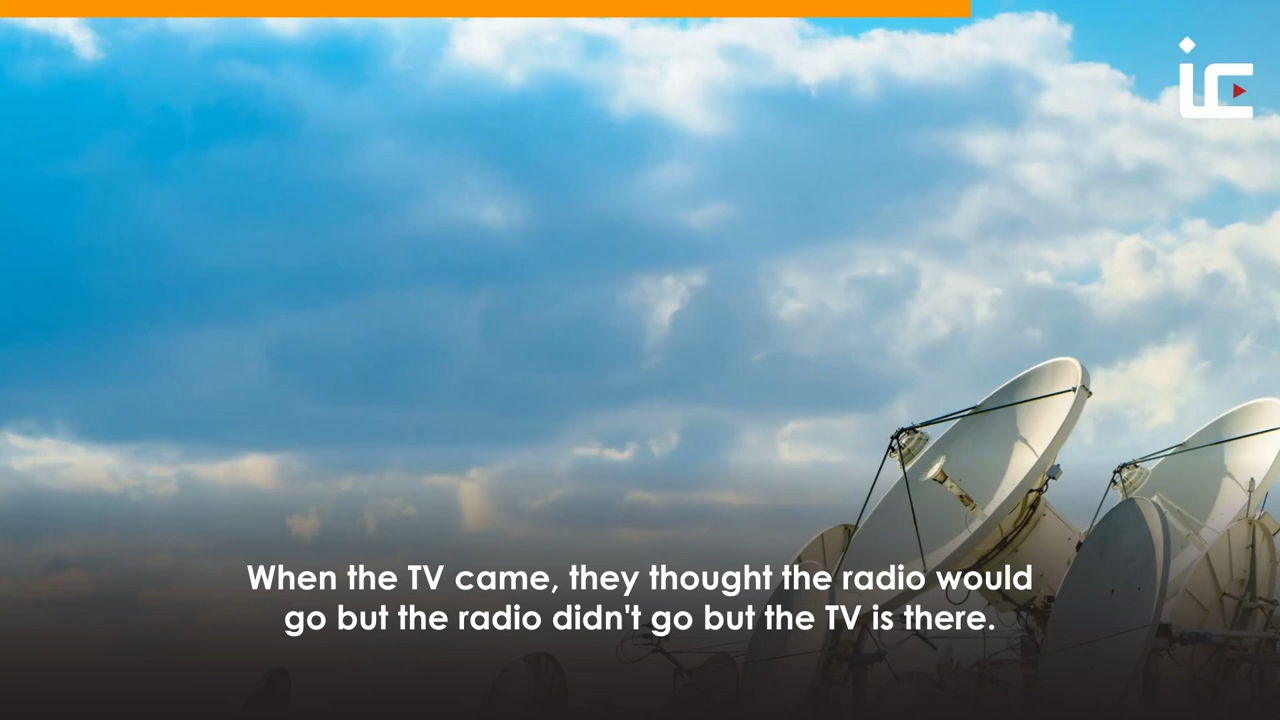 ic
When the TV came, they thought the radio would
go but the radio didn't go but the TV is there.